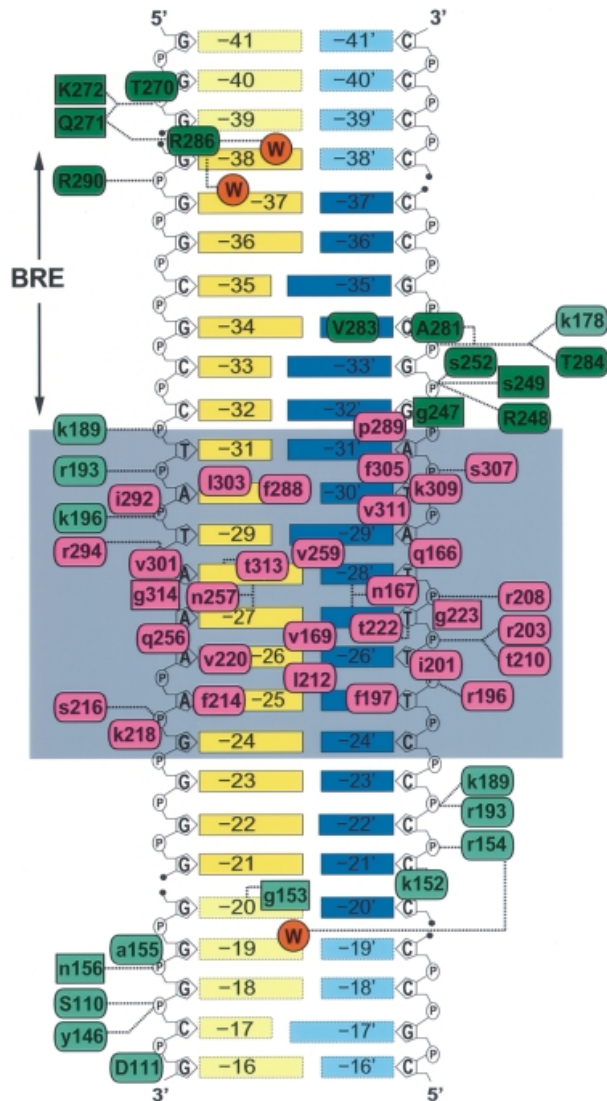 5' 3'
G −41 −41' C
P P
K272 T270 G −40 −40' C
Q271 P
G −39 −39' C
R286 W P
G −38 −38' C
R290 P W
G −37 −37' C
P P
G −36 −36' C
P P
BRE C −35 −35' G
P P
G −34 V283 C A281 k178
P P s252 T284
C −33 −33' G s249
P P R248
C −32 −32' G g247
k189 P p289 P
T −31 −31' A
r193 P f305 P s307
i292 A l303 f288 −30' T k309
k196 P v311 P
T −29 −29' A
r294 v301 t313 v259 q166
A −28' T
g314 n257 n167 P r208
A −27 T g223
q256 v169 t222 P r203
A v220 −26 −26' T i201 t210
l212 P r196
s216 A f214 −25 f197 T
k218 P P
G −24 −24' C
P P
G −23 −23' C k189
P P r193
G −22 −22' C
P P r154
G −21 −21' C
k152
G −20 g153 −20' C
P W
a155 G −19 −19' C
n156 P P
G −18 −18' C
S110 P P
y146 C −17 −17' G
P P
D111 G −16 −16' C
3' 5'